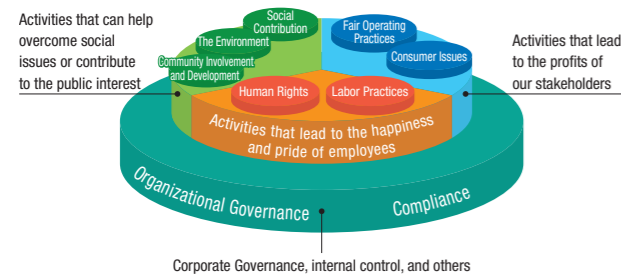 Activities that can help
overcome social
issues or contribute
to the public interest
Social
Contribution
The Environment
Community Involvement
and Development
Fair Operating
Practices
Consumer Issues
Activities that lead
to the profits of
our stakeholders
Human Rights
Labor Practices
Activities that lead to the happiness
and pride of employees
Organizational Governance
Compliance
Corporate Governance, internal control, and others